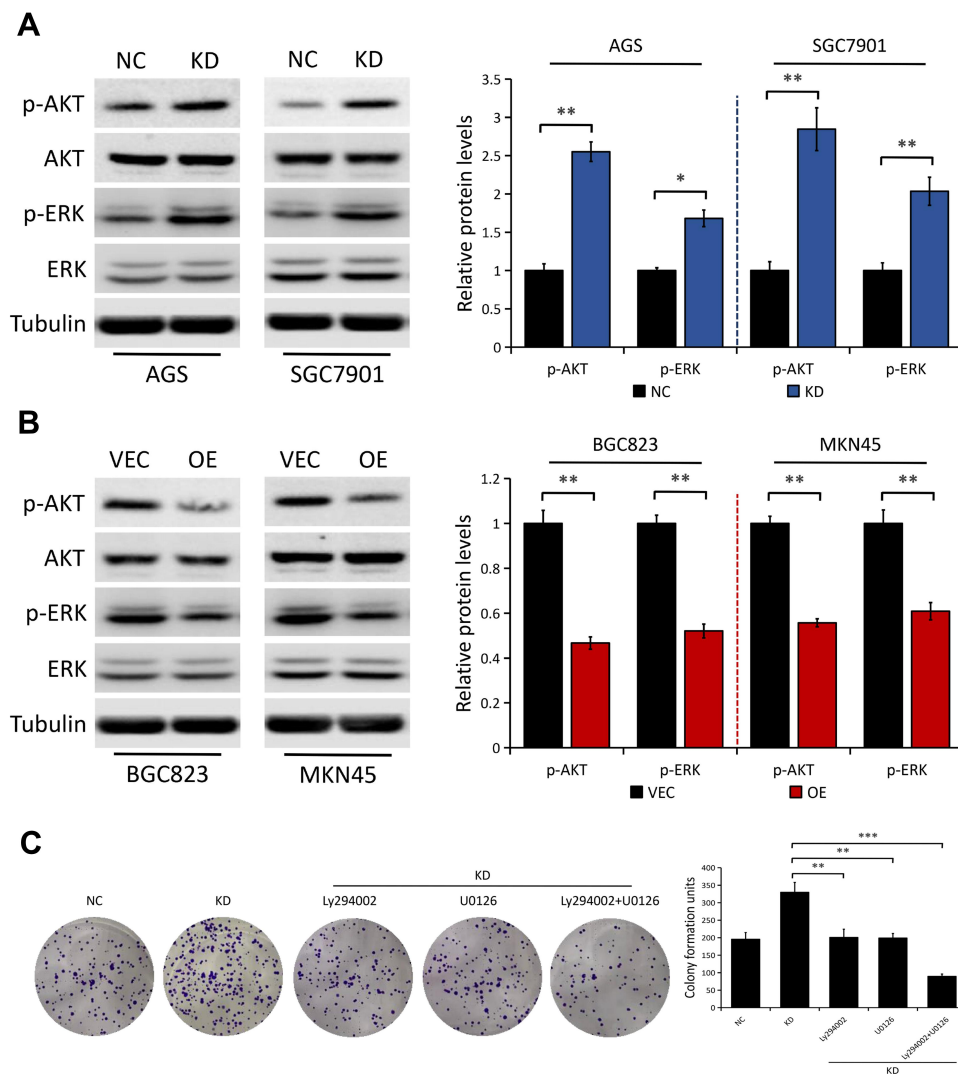 A
NC KD NC KD
p-AKT
AKT
p-ERK
ERK
Tubulin
AGS SGC7901
AGS SGC7901
Relative protein levels
3.5
3
2.5
2
1.5
1
0.5
0
** * ** **
p-AKT p-ERK p-AKT p-ERK
NC KD
B
VEC OE VEC OE
p-AKT
AKT
p-ERK
ERK
Tubulin
BGC823 MKN45
BGC823 MKN45
Relative protein levels
1.2
1
0.8
0.6
0.4
0.2
0
** ** ** **
p-AKT p-ERK p-AKT p-ERK
VEC OE
C
KD
NC KD Ly294002 U0126 Ly294002+U0126
***
**
**
Colony formation units
400
350
300
250
200
150
100
50
0
NC KD Ly294002 U0126 Ly294002+U0126
KD